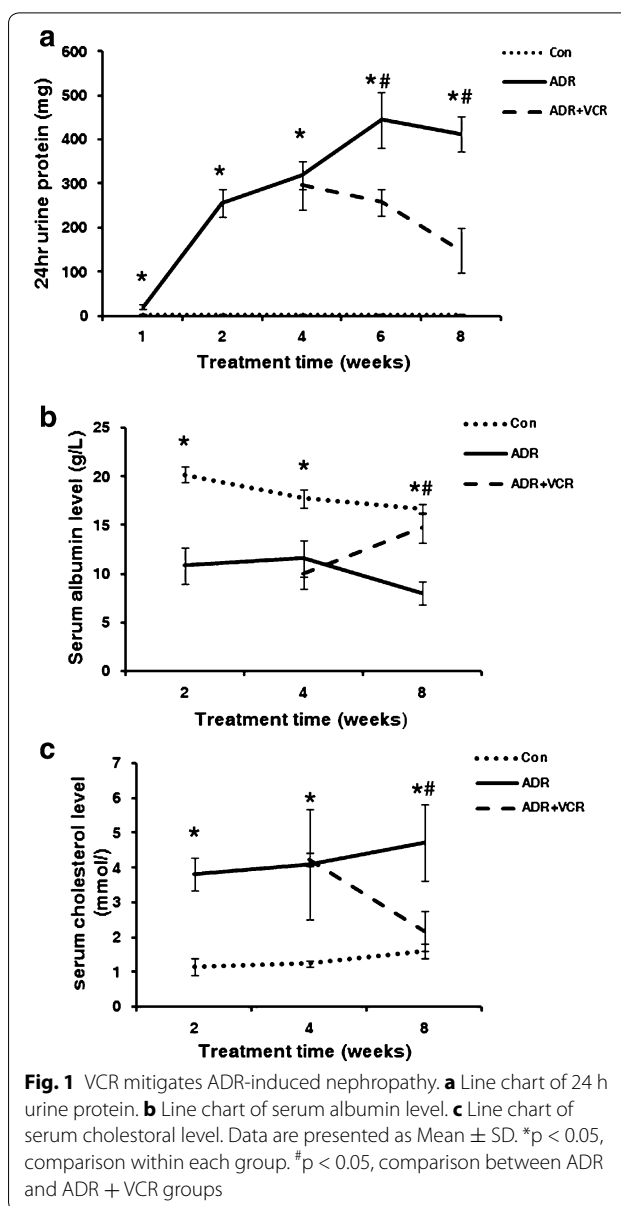 a
600
500
400
300
200
100
0
24hr urine protein (mg)
* * * *# *#
1 2 4 6 8
Treatment time (weeks)
Con
ADR
ADR+VCR
b
25
20
15
10
5
0
Serum albumin level (g/L)
* * *#
2 4 8
Treatment time (weeks)
Con
ADR
ADR+VCR
c
7
6
5
4
3
2
1
0
serum cholesterol level
(mmol/)
* * *#
2 4 8
Treatment time (weeks)
Con
ADR
ADR+VCR
Fig. 1 VCR mitigates ADR-induced nephropathy. a Line chart of 24 h
urine protein. b Line chart of serum albumin level. c Line chart of
serum cholestoral level. Data are presented as Mean ± SD. *p < 0.05,
comparison within each group. #p < 0.05, comparison between ADR
and ADR + VCR groups